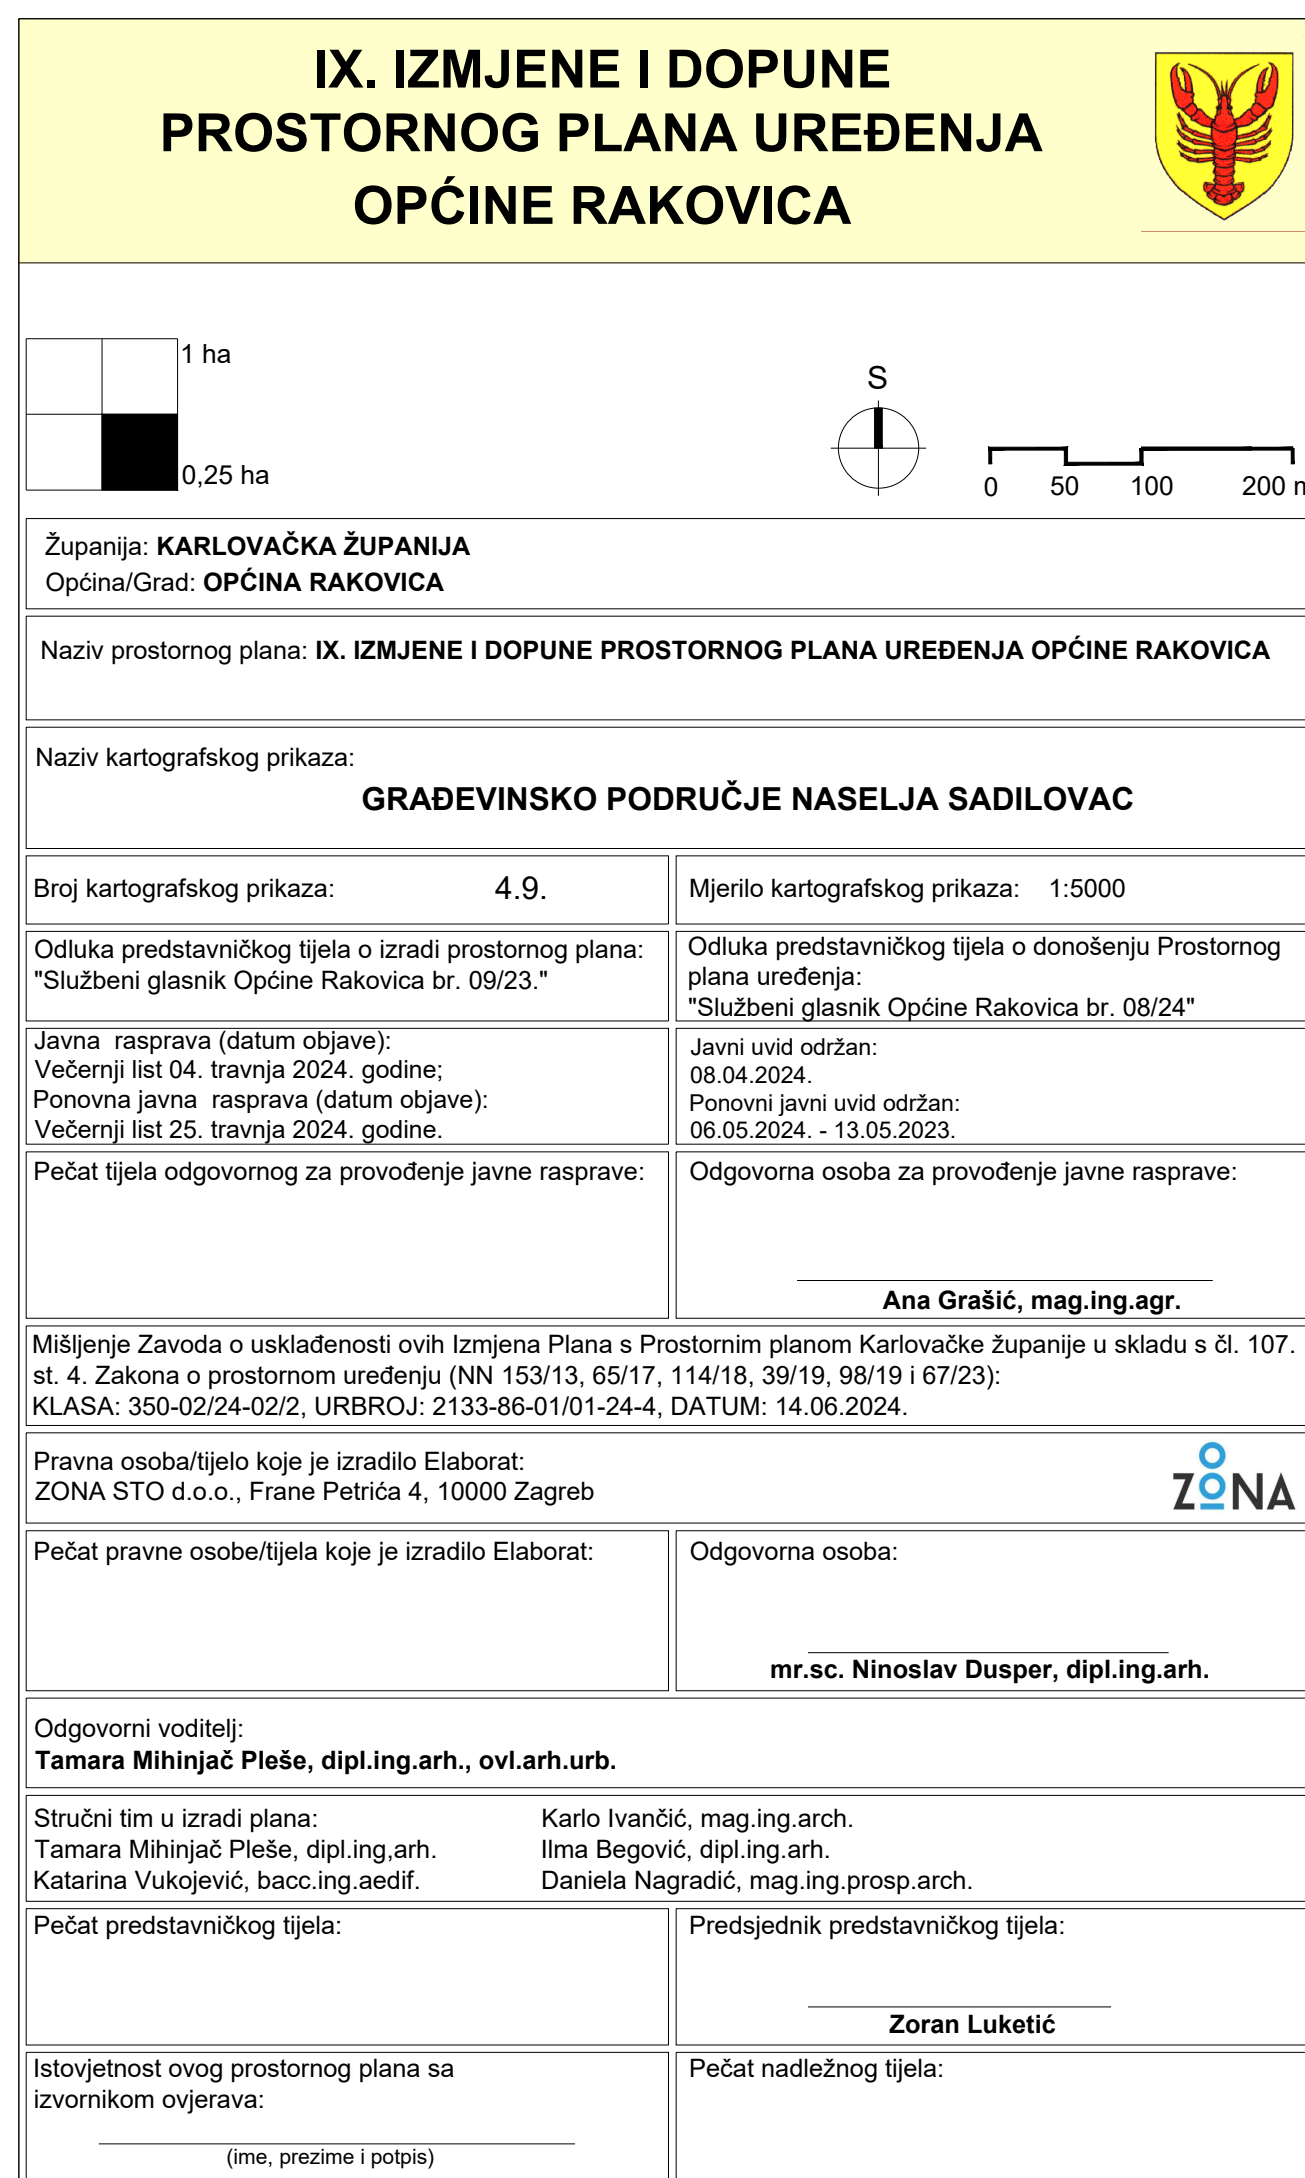 IX. IZMJENE I DOPUNE
PROSTORNOG PLANA UREĐENJA
OPĆINE RAKOVICA
1 ha
0,25 ha
S
0 50 100 200 m
Županija: KARLOVAČKA ŽUPANIJA
Općina/Grad: OPĆINA RAKOVICA
Naziv prostornog plana: IX. IZMJENE I DOPUNE PROSTORNOG PLANA UREĐENJA OPĆINE RAKOVICA
Naziv kartografskog prikaza:
GRAĐEVINSKO PODRUČJE NASELJA SADILOVAC
Broj kartografskog prikaza: 4.9.
Mjerilo kartografskog prikaza: 1:5000
Odluka predstavničkog tijela o izradi prostornog plana:
"Službeni glasnik Općine Rakovica br. 09/23."
Odluka predstavničkog tijela o donošenju Prostornog
plana uređenja:
"Službeni glasnik Općine Rakovica br. 08/24"
Javna rasprava (datum objave):
Večernji list 04. travnja 2024. godine;
Ponovna javna rasprava (datum objave):
Večernji list 25. travnja 2024. godine.
Javni uvid održan:
08.04.2024.
Ponovni javni uvid održan:
06.05.2024. - 13.05.2023.
Pečat tijela odgovornog za provođenje javne rasprave:
Odgovorna osoba za provođenje javne rasprave:
Ana Grašić, mag.ing.agr.
Mišljenje Zavoda o usklađenosti ovih Izmjena Plana s Prostornim planom Karlovačke županije u skladu s čl. 107.
st. 4. Zakona o prostornom uređenju (NN 153/13, 65/17, 114/18, 39/19, 98/19 i 67/23):
KLASA: 350-02/24-02/2, URBROJ: 2133-86-01/01-24-4, DATUM: 14.06.2024.
Pravna osoba/tijelo koje je izradilo Elaborat:
ZONA STO d.o.o., Frane Petrića 4, 10000 Zagreb
ZONA
Pečat pravne osobe/tijela koje je izradilo Elaborat:
Odgovorna osoba:
mr.sc. Ninoslav Dusper, dipl.ing.arh.
Odgovorni voditelj:
Tamara Mihinjač Pleše, dipl.ing.arh., ovl.arh.urb.
Stručni tim u izradi plana:
Tamara Mihinjač Pleše, dipl.ing,arh.
Katarina Vukojević, bacc.ing.aedif.
Karlo Ivančić, mag.ing.arch.
Ilma Begović, dipl.ing.arh.
Daniela Nagradić, mag.ing.prosp.arch.
Pečat predstavničkog tijela:
Predsjednik predstavničkog tijela:
Zoran Luketić
Istovjetnost ovog prostornog plana sa
izvornikom ovjerava:
(ime, prezime i potpis)
Pečat nadležnog tijela: